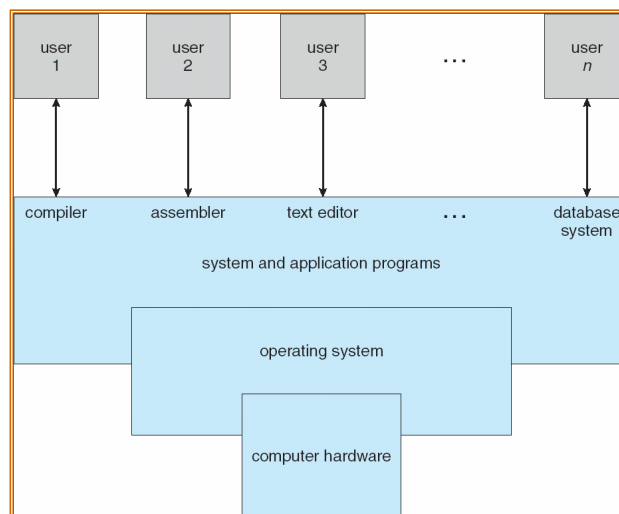 user
1
user
2
user
3
...
user
n
compiler
assembler
text editor
...
database
system
system and application programs
operating system
computer hardware